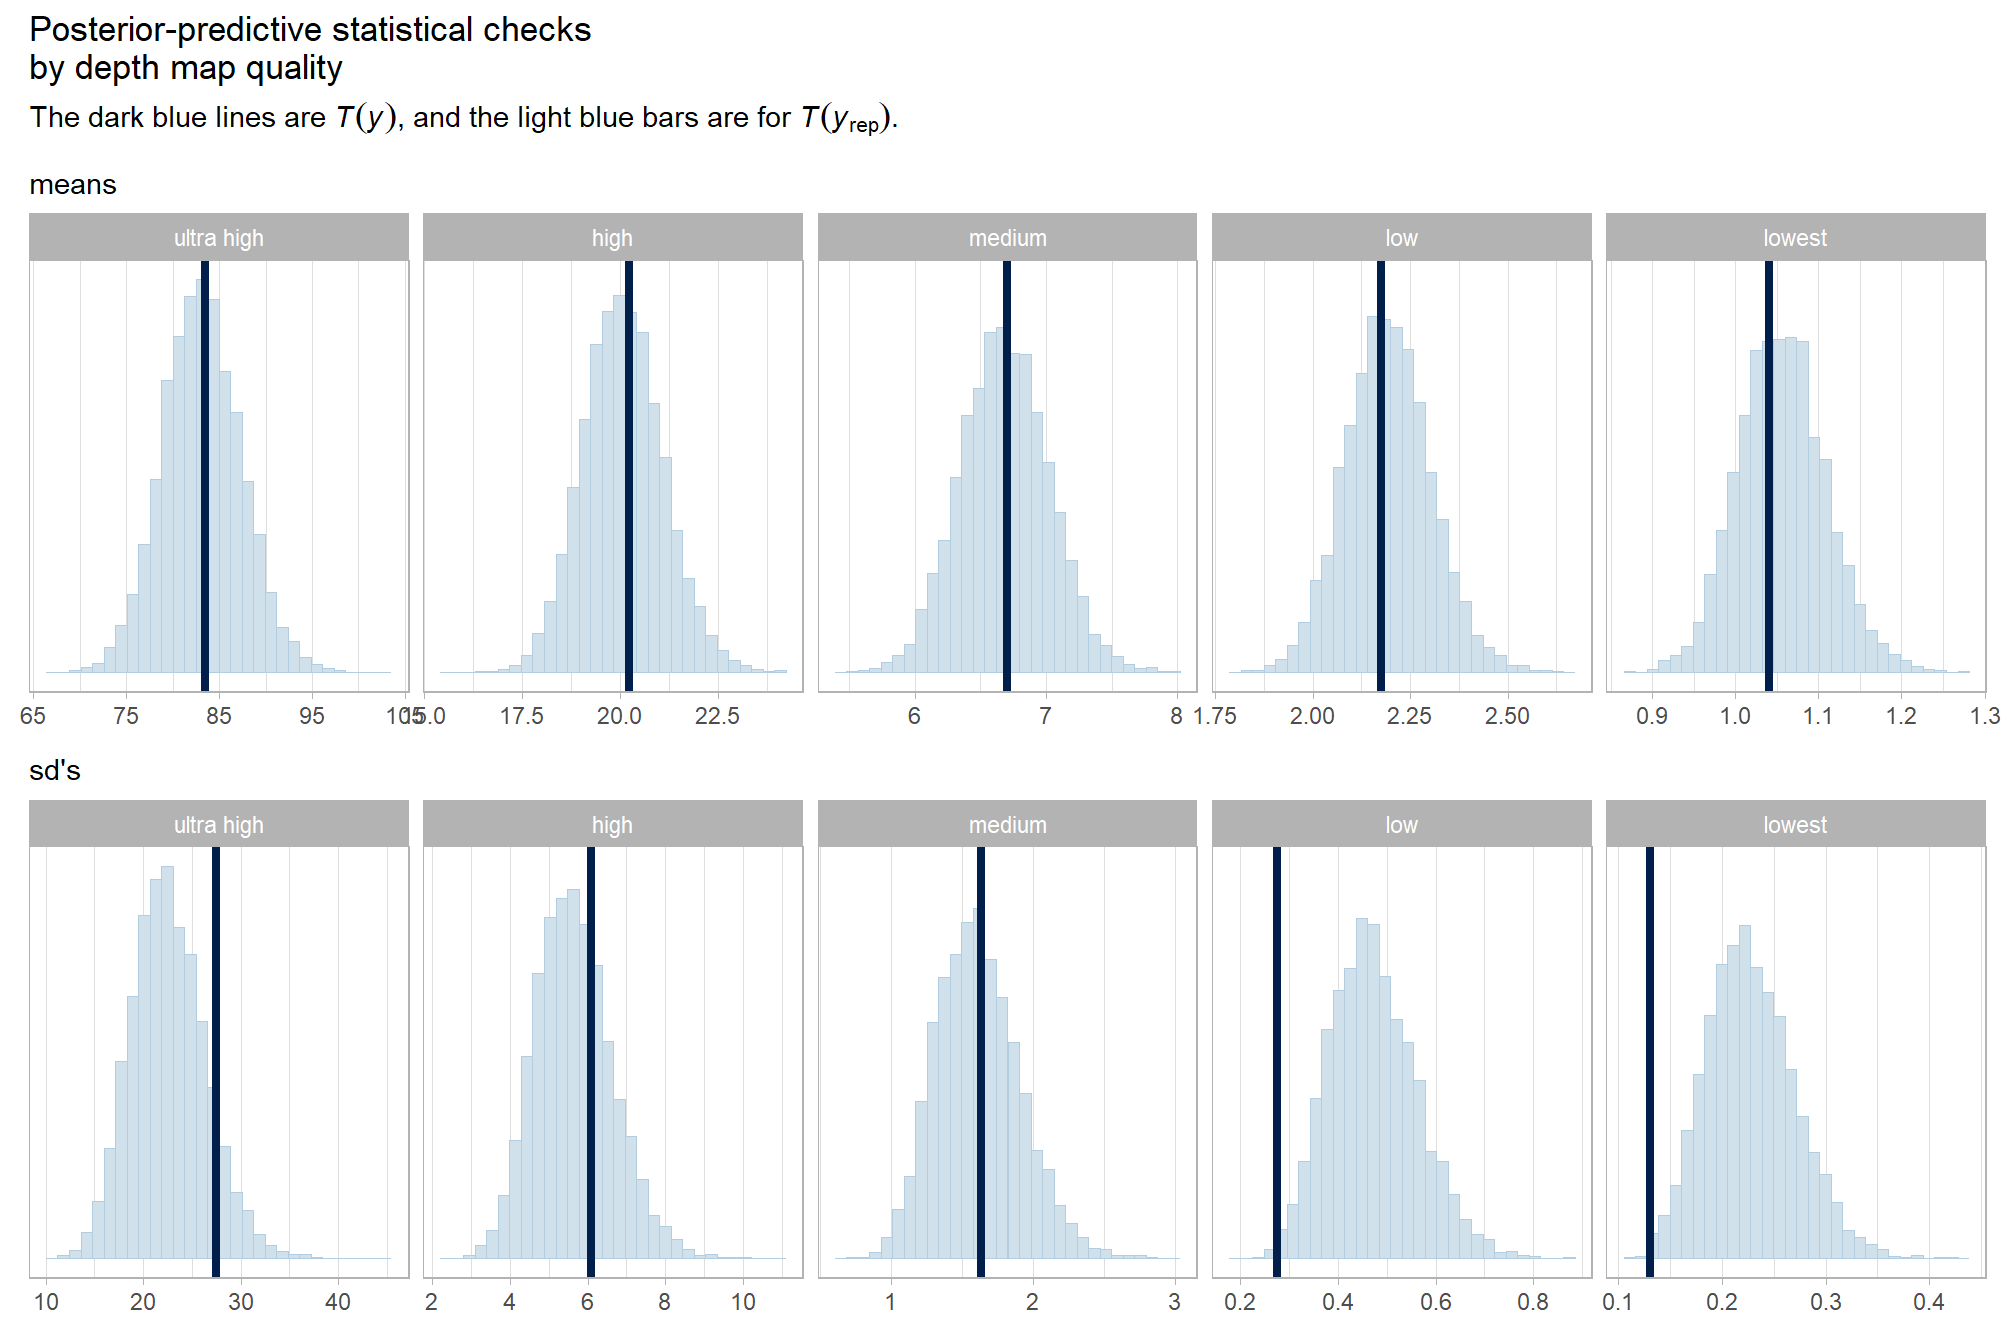 Posterior-predictive statistical checks
by depth map quality
The dark blue lines are T(y), and the light blue bars are for T(y_rep).
means
ultra high high medium low lowest
65 75 85 95 105 15.0 17.5 20.0 22.5 6 7 8 1.75 2.00 2.25 2.50 0.9 1.0 1.1 1.2 1.3
sd's
ultra high high medium low lowest
10 20 30 40 2 4 6 8 10 1 2 3 0.2 0.4 0.6 0.8 0.1 0.2 0.3 0.4